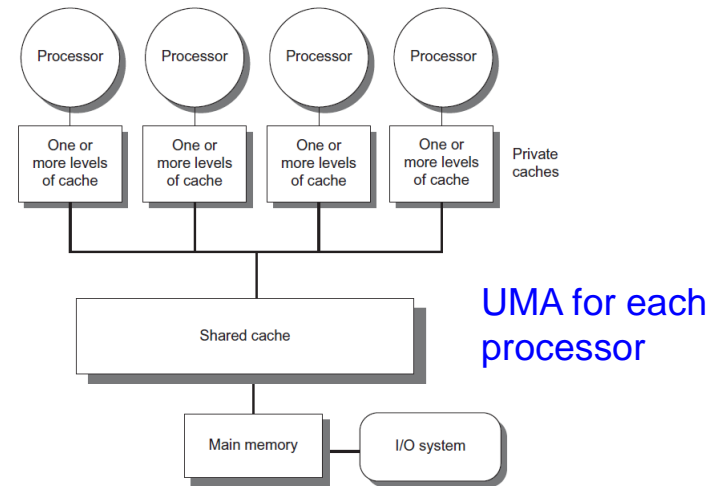 Processor
Processor
Processor
Processor
One or
more levels
of cache
One or
more levels
of cache
One or
more levels
of cache
One or
more levels
of cache
Private
caches
Shared cache
UMA for each
processor
Main memory
I/O system